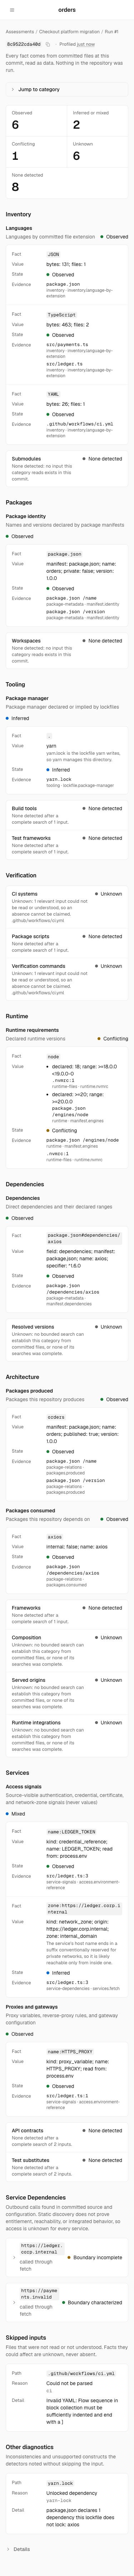 orders
Assessments / Checkout platform migration / Run #1
8c9522cda48d Profiled just now
Every fact comes from committed files at this commit, read as data. Nothing in the repository was run.
Jump to category
Observed
6
Inferred or mixed
2
Conflicting
1
Unknown
6
None detected
8
Inventory
Languages
Languages by committed file extension
Observed
Fact JSON
Value bytes: 131; files: 1
State Observed
Evidence package.json
inventory · inventory.language-by-extension
Fact TypeScript
Value bytes: 463; files: 2
State Observed
Evidence src/payments.ts
inventory · inventory.language-by-extension
src/ledger.ts
inventory · inventory.language-by-extension
Fact YAML
Value bytes: 26; files: 1
State Observed
Evidence .github/workflows/ci.yml
inventory · inventory.language-by-extension
Submodules
None detected
None detected: no input this category reads exists in this commit.
Packages
Package identity
Names and versions declared by package manifests
Observed
Fact package.json
Value manifest: package.json; name: orders; private: false; version: 1.0.0
State Observed
Evidence package.json /name
package-metadata · manifest.identity
package.json /version
package-metadata · manifest.identity
Workspaces
None detected
None detected: no input this category reads exists in this commit.
Tooling
Package manager
Package manager declared or implied by lockfiles
Inferred
Fact
Value yarn
yarn.lock is the lockfile yarn writes, so yarn manages this directory.
State Inferred
Evidence yarn.lock
tooling · lockfile.package-manager
Build tools
None detected
None detected after a complete search of 1 input.
Test frameworks
None detected
None detected after a complete search of 1 input.
Verification
CI systems
Unknown
Unknown: 1 relevant input could not be read or understood, so an absence cannot be claimed. .github/workflows/ci.yml
Package scripts
None detected
None detected after a complete search of 1 input.
Verification commands
Unknown
Unknown: 1 relevant input could not be read or understood, so an absence cannot be claimed. .github/workflows/ci.yml
Runtime
Runtime requirements
Declared runtime versions
Conflicting
Fact node
Value declared: 18; range: >=18.0.0 <19.0.0-0
.nvmrc:1
runtime-files · runtime.nvmrc
declared: >=20; range: >=20.0.0
package.json /engines/node
runtime · manifest.engines
State Conflicting
Evidence package.json /engines/node
runtime · manifest.engines
.nvmrc:1
runtime-files · runtime.nvmrc
Dependencies
Dependencies
Direct dependencies and their declared ranges
Observed
Fact package.json#dependencies/axios
Value field: dependencies; manifest: package.json; name: axios; specifier: ^1.6.0
State Observed
Evidence package.json /dependencies/axios
package-metadata · manifest.dependencies
Resolved versions
Unknown
Unknown: no bounded search can establish this category from committed files, or none of its searches was complete.
Architecture
Packages produced
Packages this repository produces
Observed
Fact orders
Value manifest: package.json; name: orders; published: true; version: 1.0.0
State Observed
Evidence package.json /name
package-relations · packages.produced
package.json /version
package-relations · packages.produced
Packages consumed
Packages this repository depends on
Observed
Fact axios
Value internal: false; name: axios
State Observed
Evidence package.json /dependencies/axios
package-relations · packages.consumed
Frameworks
None detected
None detected after a complete search of 1 input.
Composition
Unknown
Unknown: no bounded search can establish this category from committed files, or none of its searches was complete.
Served origins
Unknown
Unknown: no bounded search can establish this category from committed files, or none of its searches was complete.
Runtime integrations
Unknown
Unknown: no bounded search can establish this category from committed files, or none of its searches was complete.
Services
Access signals
Source-visible authentication, credential, certificate, and network-zone signals (never values)
Mixed
Fact name:LEDGER_TOKEN
Value kind: credential_reference; name: LEDGER_TOKEN; read from: process.env
State Observed
Evidence src/ledger.ts:3
service-signals · access.environment-reference
Fact zone:https://ledger.corp.internal
Value kind: network_zone; origin: https://ledger.corp.internal; zone: internal_domain
The service's host name ends in a suffix conventionally reserved for private networks, so it is likely reachable only from inside one.
State Inferred
Evidence src/ledger.ts:3
service-dependencies · services.fetch
Proxies and gateways
Proxy variables, reverse-proxy rules, and gateway configuration
Observed
Fact name:HTTPS_PROXY
Value kind: proxy_variable; name: HTTPS_PROXY; read from: process.env
State Observed
Evidence src/ledger.ts:1
service-signals · access.environment-reference
API contracts
None detected
None detected after a complete search of 2 inputs.
Test substitutes
None detected
None detected after a complete search of 2 inputs.
Service Dependencies
Outbound calls found in committed source and configuration. Static discovery does not prove entitlement, reachability, or integrated behavior, so access is Unknown for every service.
https://ledger.corp.internal
called through fetch
Boundary incomplete
https://payments.invalid
called through fetch
Boundary characterized
Skipped inputs
Files that were not read or not understood. Facts they could affect are unknown, never absent.
Path .github/workflows/ci.yml
Reason Could not be parsed
ci
Detail Invalid YAML: Flow sequence in block collection must be sufficiently indented and end with a ]
Other diagnostics
Inconsistencies and unsupported constructs the detectors noted without skipping the input.
Path yarn.lock
Reason Unlocked dependency
yarn-lock
Detail package.json declares 1 dependency this lockfile does not lock: axios
Details